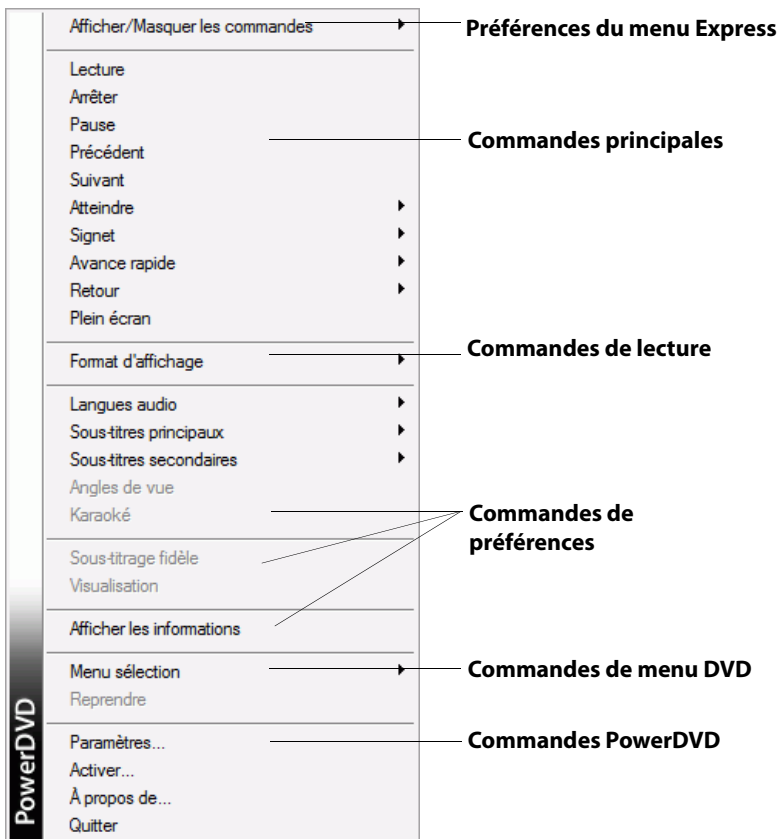 Afficher/Masquer les commandes
Préférences du menu Express
Lecture
Arrêter
Pause
Commandes principales
Précédent
Suivant
Atteindre
Signet
Avance rapide
Retour
Plein écran
Format d'affichage
Commandes de lecture
Langues audio
Sous-titres principaux
Sous-titres secondaires
Angles de vue
Karaoké
Commandes de
préférences
Sous-titrage fidèle
Visualisation
Afficher les informations
Menu sélection
Commandes de menu DVD
Reprendre
Paramètres...
Commandes PowerDVD
Activer...
À propos de...
Quitter
PowerDVD